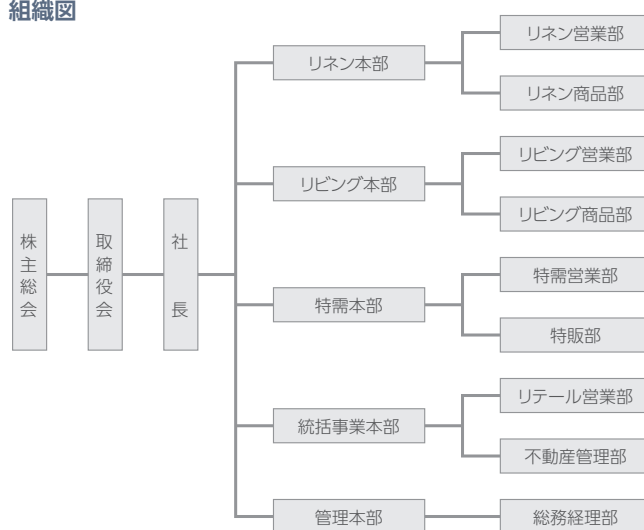 組織図
株主総会
取締役会
社長
リネン本部
リネン営業部
リネン商品部
リビング本部
リビング営業部
リビング商品部
特需本部
特需営業部
特販部
統括事業本部
リテール営業部
不動産管理部
管理本部
総務経理部